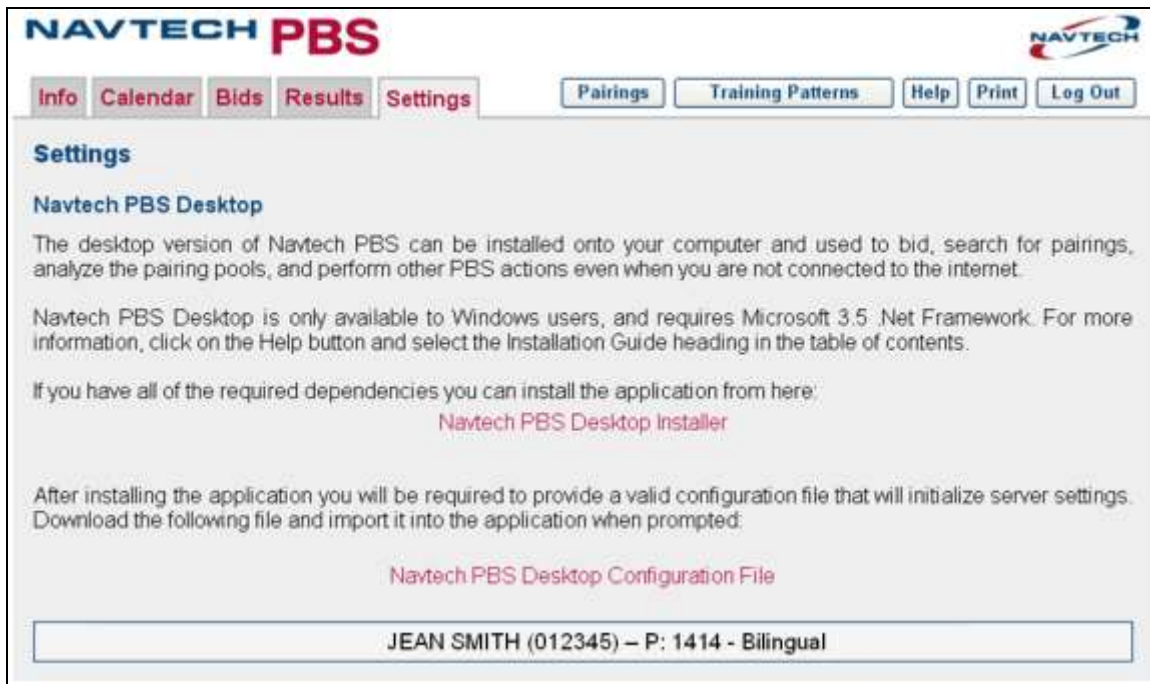 NAVTECH PBS
NAVTECH
Info Calendar Bids Results Settings Pairings Training Patterns Help Print Log Out
Settings
Navtech PBS Desktop
The desktop version of Navtech PBS can be installed onto your computer and used to bid, search for pairings,
analyze the pairing pools, and perform other PBS actions even when you are not connected to the internet.
Navtech PBS Desktop is only available to Windows users, and requires Microsoft 3.5 .Net Framework. For more
information, click on the Help button and select the Installation Guide heading in the table of contents.
If you have all of the required dependencies you can install the application from here:
Navtech PBS Desktop Installer
After installing the application you will be required to provide a valid configuration file that will initialize server settings.
Download the following file and import it into the application when prompted:
Navtech PBS Desktop Configuration File
JEAN SMITH (012345) – P: 1414 - Bilingual